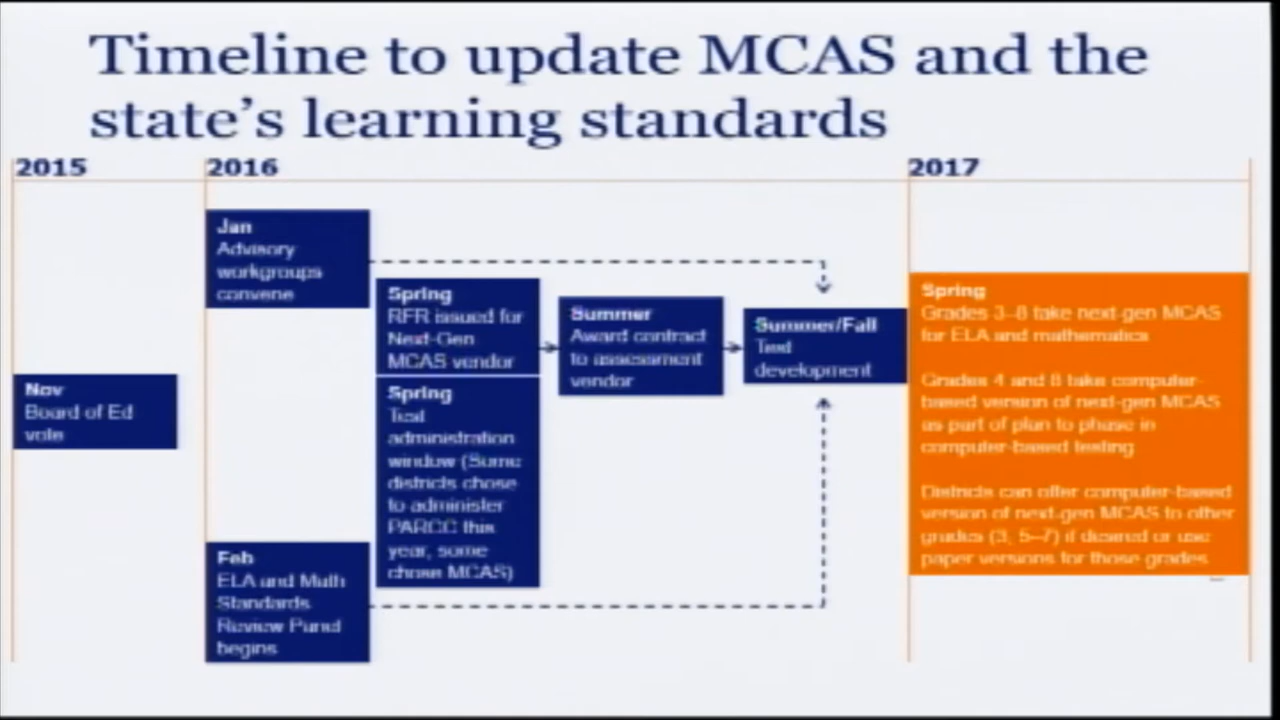 Timeline to update MCAS and the
state's learning standards
2015
2016
2017
Nov
Board of Ed
vote
Jan
Advisory
workgroups
convene
Feb
ELA and Math
Standards
Review Panel
begins
Spring
RFR issued for
Next-Gen
MCAS vendor
Spring
Test
administration
window (Some
districts chose
to administer
PARCC this
year, some
chose MCAS)
Summer
Award contract
to assessment
vendor
Summer/Fall
Test
development
Spring
Grades 3–8 take next-gen MCAS
for ELA and mathematics
Grades 4 and 8 take computer-
based version of next-gen MCAS
as part of plan to phase in
computer-based testing
Districts can offer computer-based
version of next-gen MCAS to other
grades (3, 5–7) if desired or use
paper versions for those grades